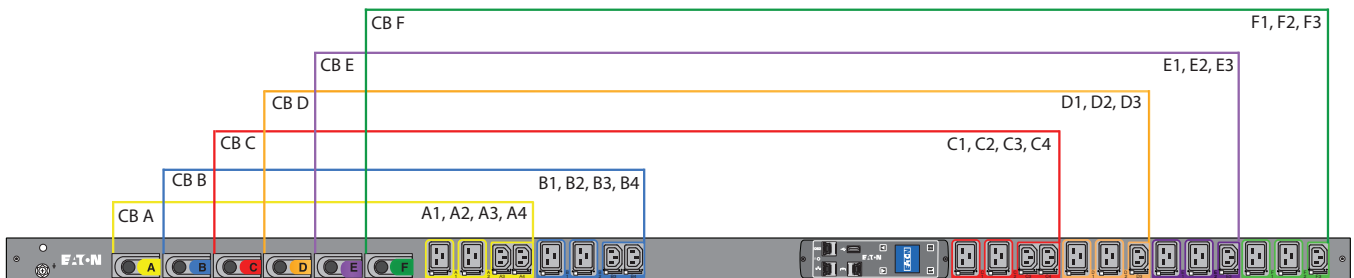 CB F
F1, F2, F3
CB E
E1, E2, E3
CB D
D1, D2, D3
CB C
C1, C2, C3, C4
CB B
B1, B2, B3, B4
CB A
A1, A2, A3, A4
EATON
A
B
C
D
E
F
EATON
EATON